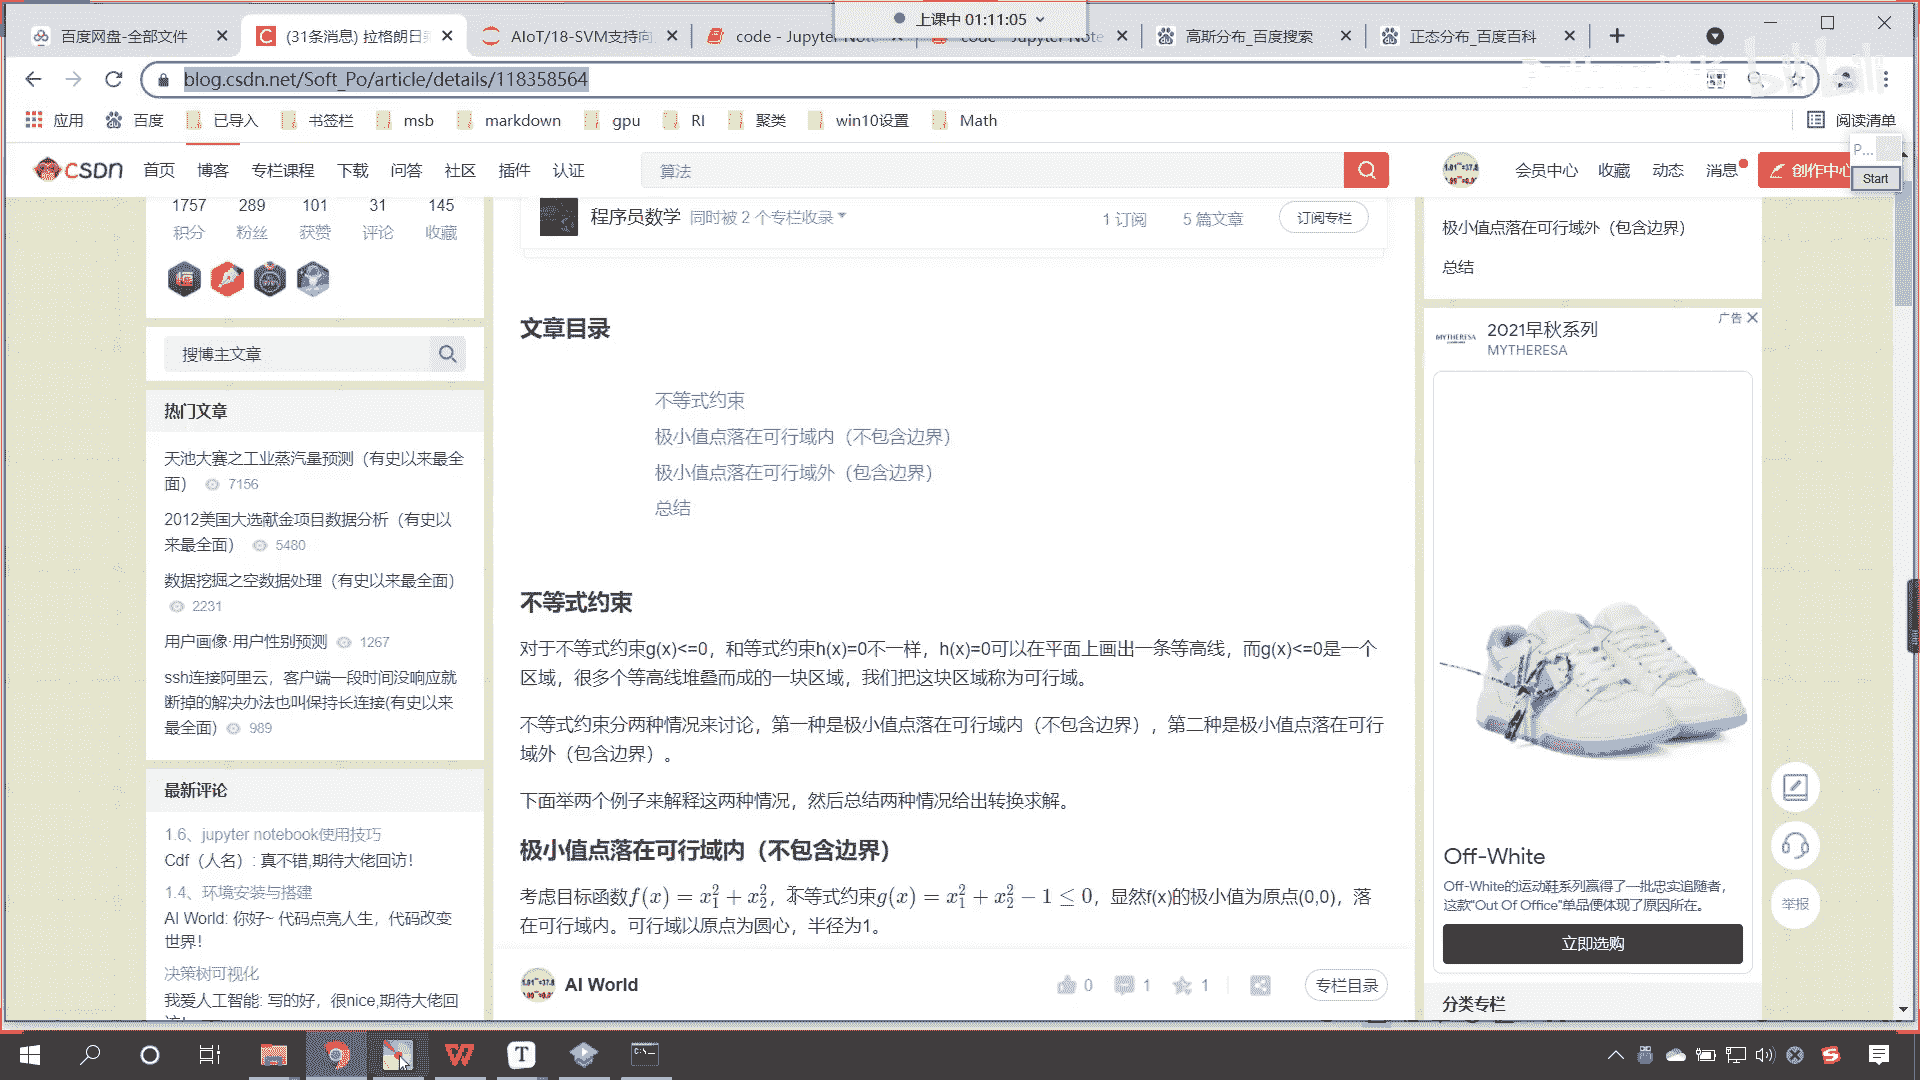 上课中 01:11:05
百度网盘-全部文件
(31条消息) 拉格朗日
AIoT/18-SVM支持向
code - Jupyter Note
code - Jupyter Note
高斯分布_百度搜索
正态分布_百度百科
blog.csdn.net/Soft_Po/article/details/118358564
应用 百度 已导入 书签栏 msb markdown gpu RI 聚类 win10设置 Math 阅读清单
P...
Start
CSDN 首页 博客 专栏课程 下载 问答 社区 插件 认证 算法 会员中心 收藏 动态 消息 创作中心
1757 289 101 31 145
积分 粉丝 获赞 评论 收藏
搜博主文章
热门文章
天池大赛之工业蒸汽量预测（有史以来最全
面） 7156
2012美国大选献金项目数据分析（有史以
来最全面） 5480
数据挖掘之空数据处理（有史以来最全面）
2231
用户画像·用户性别预测 1267
ssh连接阿里云，客户端一段时间没响应就
断掉的解决办法也叫保持长连接(有史以来
最全面) 989
最新评论
1.6、jupyter notebook使用技巧
Cdf（人名）: 真不错,期待大佬回访！
1.4、环境安装与搭建
AI World: 你好~ 代码点亮人生，代码改变
世界！
决策树可视化
我爱人工智能: 写的好，很nice,期待大佬回
程序员数学 同时被 2 个专栏收录 1 订阅 5 篇文章 订阅专栏
文章目录
不等式约束
极小值点落在可行域内（不包含边界）
极小值点落在可行域外（包含边界）
总结
不等式约束
对于不等式约束g(x)<=0，和等式约束h(x)=0不一样，h(x)=0可以在平面上画出一条等高线，而g(x)<=0是一个
区域，很多个等高线堆叠而成的一块区域，我们把这块区域称为可行域。
不等式约束分两种情况来讨论，第一种是极小值点落在可行域内（不包含边界），第二种是极小值点落在可行
域外（包含边界）。
下面举两个例子来解释这两种情况，然后总结两种情况给出转换求解。
极小值点落在可行域内（不包含边界）
考虑目标函数f(x) = x₁² + x₂²，不等式约束g(x) = x₁² + x₂² − 1 ≤ 0，显然f(x)的极小值为原点(0,0)，落
在可行域内。可行域以原点为圆心，半径为1。
AI World 0 1 1 专栏目录
极小值点落在可行域外（包含边界）
总结
广告
MYTHERESA
2021早秋系列
MYTHERESA
Off-White
Off-White的运动鞋系列赢得了一批忠实追随者，
这款“Out Of Office”单品便体现了原因所在。
立即选购
分类专栏
举报